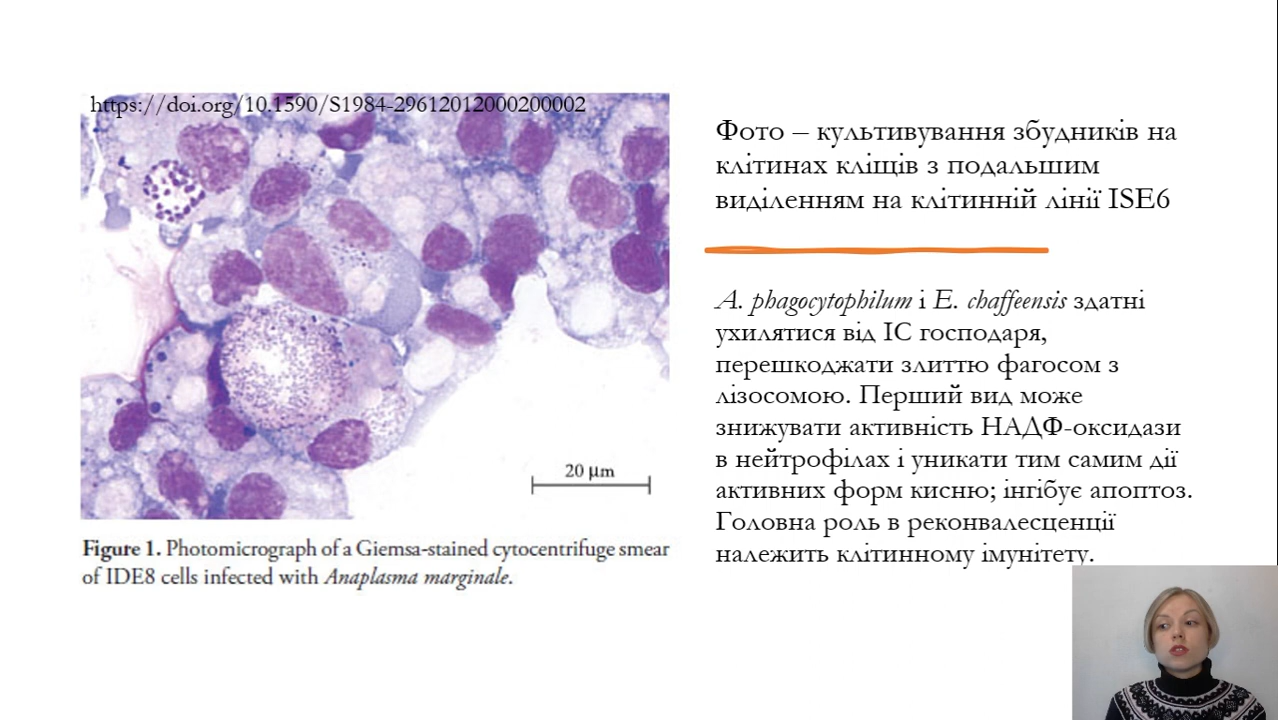 https://doi.org/10.1590/S1984-29612012000200002
20 µm
Figure 1. Photomicrograph of a Giemsa-stained cytocentrifuge smear
of IDE8 cells infected with Anaplasma marginale.
Фото – культивування збудників на
клітинах кліщів з подальшим
виділенням на клітинній лінії ISE6
A. phagocytophilum і E. chaffeensis здатні
ухилятися від ІС господаря,
перешкоджати злиттю фагосом з
лізосомою. Перший вид може
знижувати активність НАДФ-оксидази
в нейтрофілах і уникати тим самим дії
активних форм кисню; інгібує апоптоз.
Головна роль в реконвалесценції
належить клітинному імунітету.